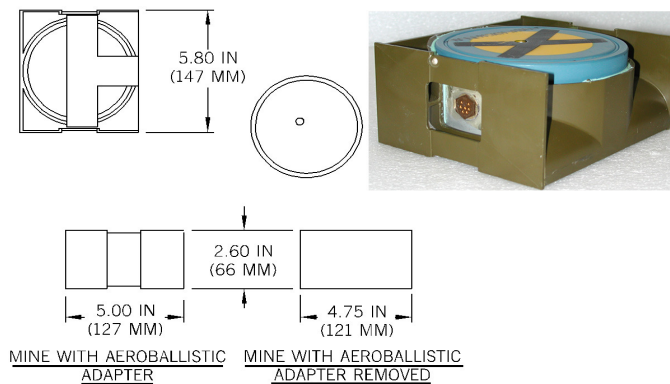 5.80 IN
(147 MM)
2.60 IN
(66 MM)
5.00 IN
(127 MM)
4.75 IN
(121 MM)
MINE WITH AEROBALLISTIC
ADAPTER
MINE WITH AEROBALLISTIC
ADAPTER REMOVED